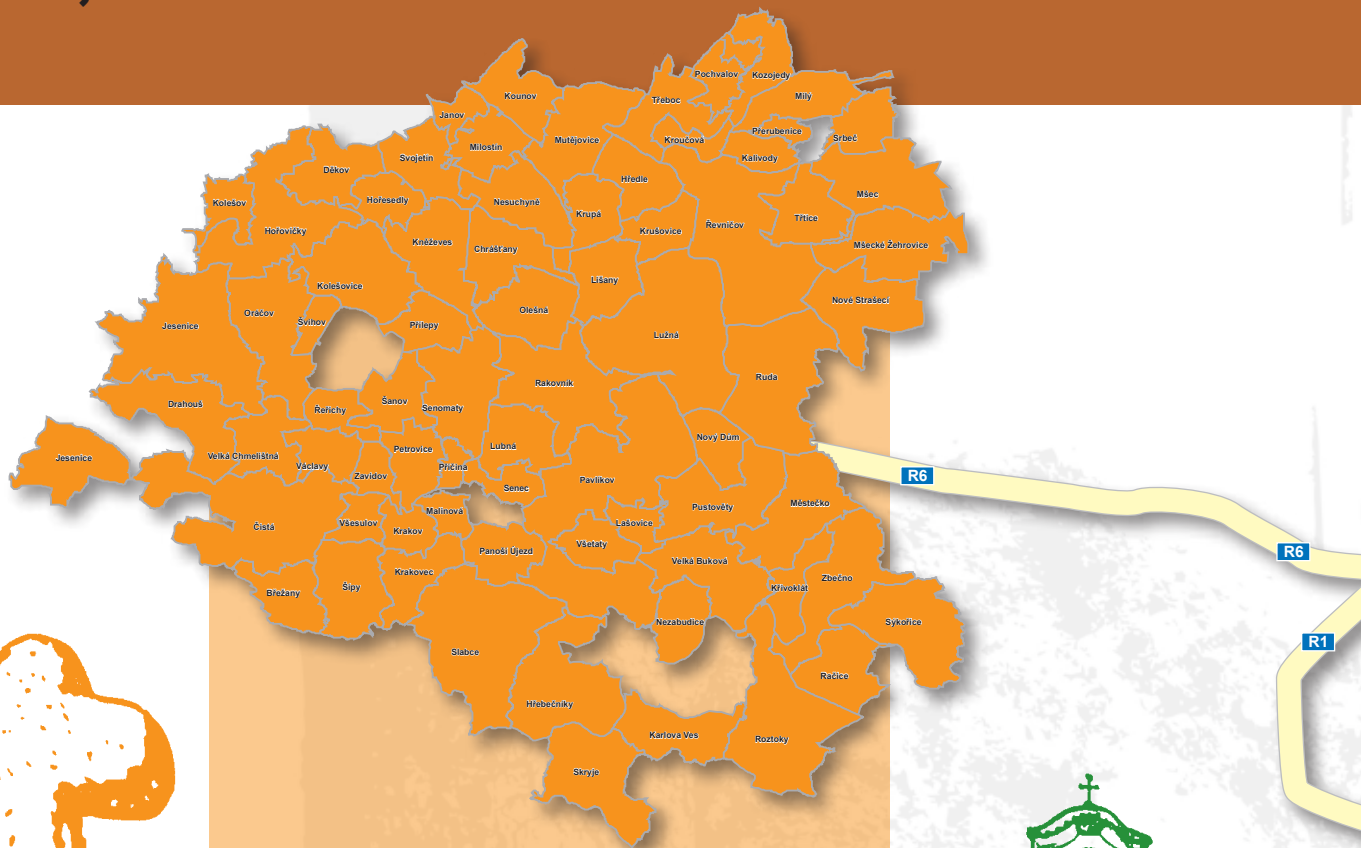 Pochvalov
Kozojedy
Kounov
Třeboc
Milý
Janov
Přerubenice
Srbeč
Mutějovice
Kroučová
Milostín
Svojetín
Kalivody
Děkov
Hředle
Mšec
Hořesedly
Nesuchyně
Kolešov
Krupá
Třtice
Řevničov
Hořovičky
Krušovice
Kněževes
Chrášťany
Mšecké Žehrovice
Lišany
Kolešovice
Nové Strašecí
Olešná
Oráčov
Švihov
Jesenice
Přílepy
Lužná
Ruda
Rakovník
Drahouš
Šanov
Řeřichy
Senomaty
Nový Dům
Lubná
Petrovice
Velká Chmelištná
Jesenice
Václavy
Příčina
Zavidov
Pavlíkov
R6
Senec
Městečko
Pustověty
Malinová
Všesulov
Lašovice
Čistá
Krakov
Všetaty
Panoší Újezd
R6
Velká Buková
Krakovec
Zbečno
Šípy
Křivoklát
Břežany
Nezabudice
Sýkořice
R1
Slabce
Račice
Hřebečníky
Karlova Ves
Roztoky
Skryje